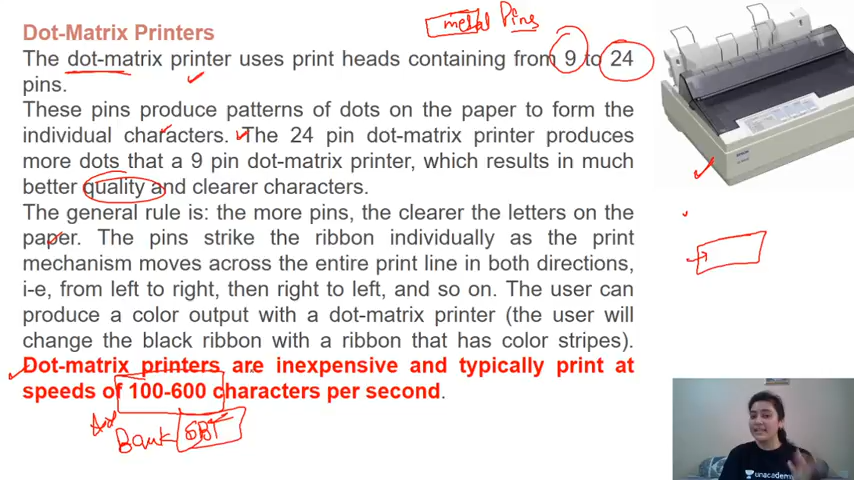 Dot-Matrix Printers
metal Pins
The dot-matrix printer uses print heads containing from 9 to 24
pins.
These pins produce patterns of dots on the paper to form the
individual characters. The 24 pin dot-matrix printer produces
more dots that a 9 pin dot-matrix printer, which results in much
better quality and clearer characters.
The general rule is: the more pins, the clearer the letters on the
paper. The pins strike the ribbon individually as the print
mechanism moves across the entire print line in both directions,
i-e, from left to right, then right to left, and so on. The user can
produce a color output with a dot-matrix printer (the user will
change the black ribbon with a ribbon that has color stripes).
Dot-matrix printers are inexpensive and typically print at
speeds of 100-600 characters per second.
Bank SBI
unacademy